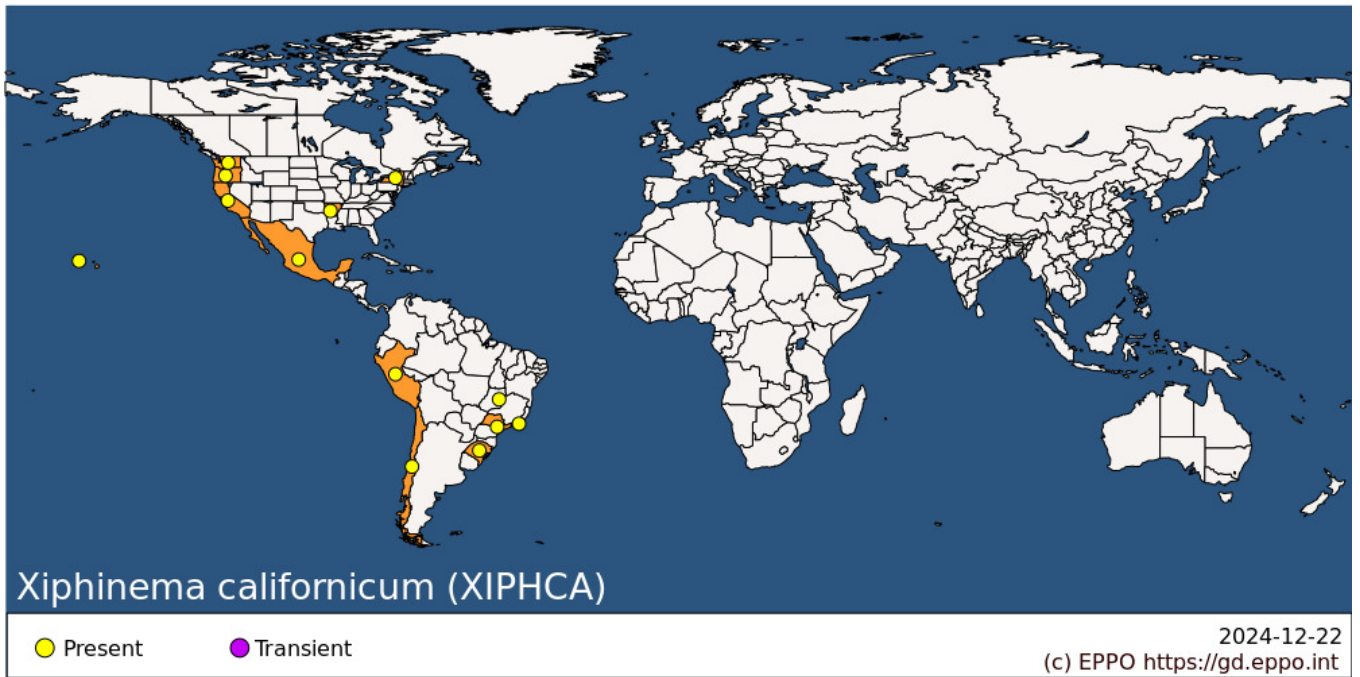 Xiphinema californicum (XIPHCA)
Present
Transient
2024-12-22
(c) EPPO https://gd.eppo.int